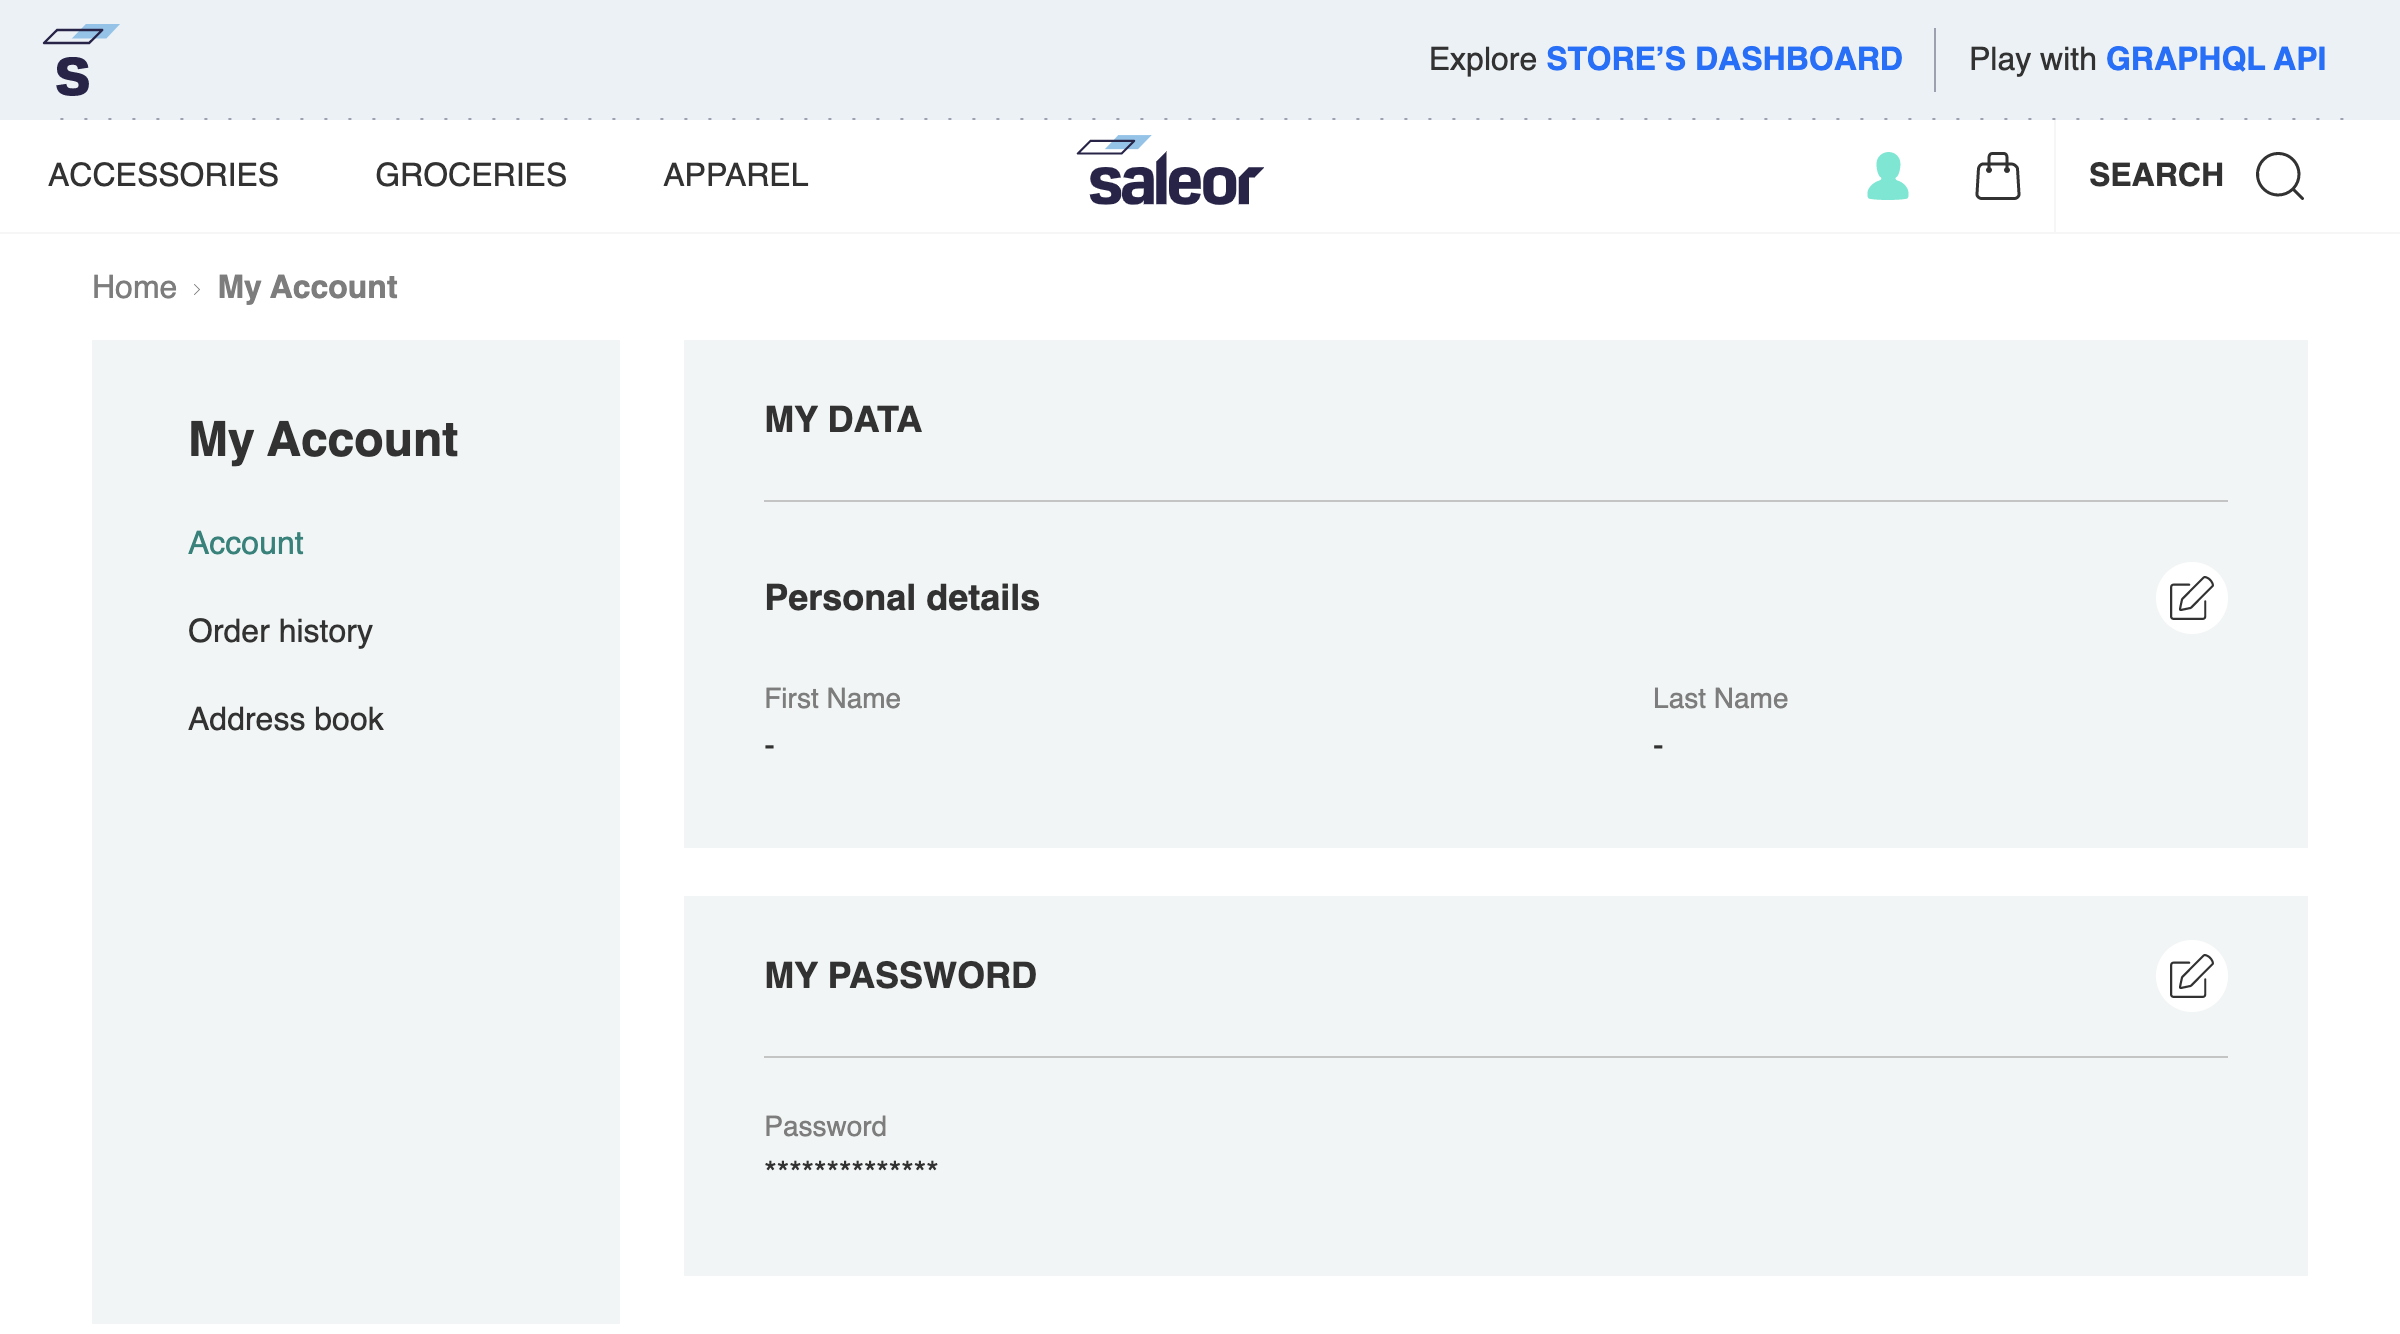 s
Explore STORE’S DASHBOARD
Play with GRAPHQL API
ACCESSORIES
GROCERIES
APPAREL
saleor
SEARCH
Home › My Account
My Account
Account
Order history
Address book
MY DATA
Personal details
First Name
-
Last Name
-
MY PASSWORD
Password
**************